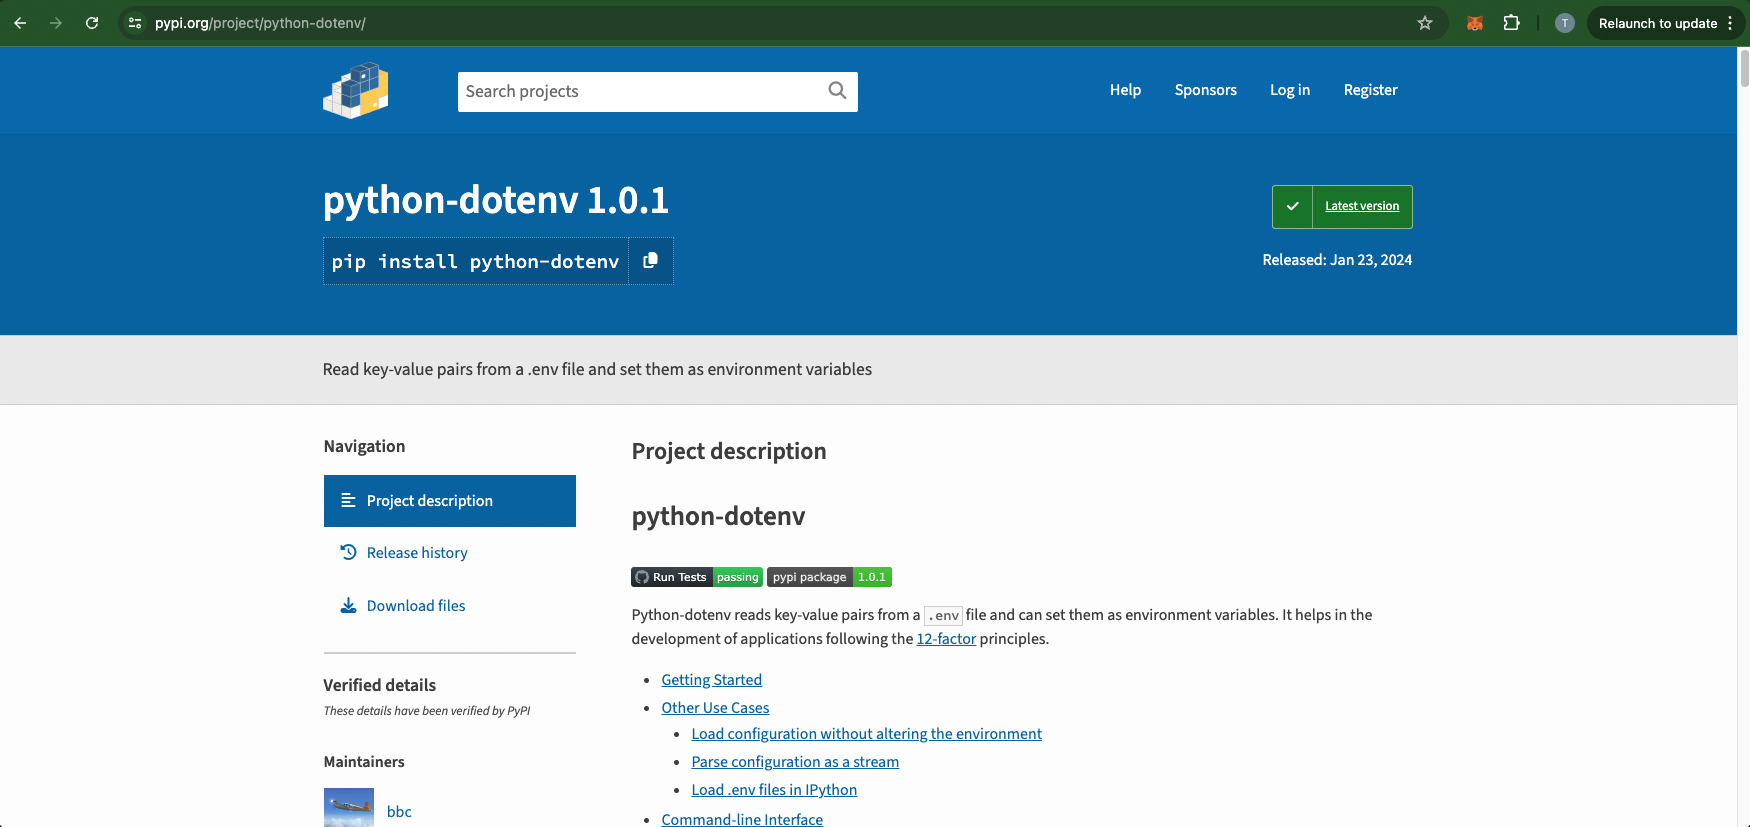 pypi.org/project/python-dotenv/
T
Relaunch to update
Search projects
Help
Sponsors
Log in
Register
python-dotenv 1.0.1
Latest version
pip install python-dotenv
Released: Jan 23, 2024
Read key-value pairs from a .env file and set them as environment variables
Navigation
Project description
Release history
Download files
Verified details
These details have been verified by PyPI
Maintainers
bbc
Project description
python-dotenv
Run Tests passing pypi package 1.0.1
Python-dotenv reads key-value pairs from a .env file and can set them as environment variables. It helps in the
development of applications following the 12-factor principles.
Getting Started
Other Use Cases
Load configuration without altering the environment
Parse configuration as a stream
Load .env files in IPython
Command-line Interface